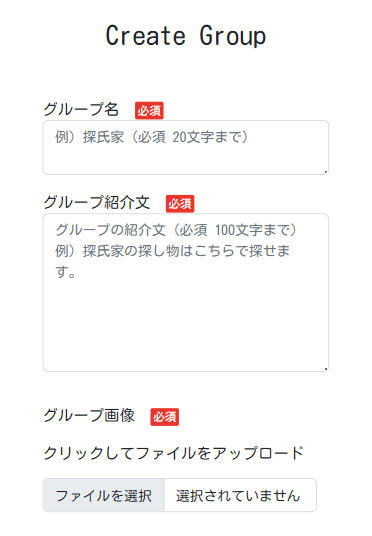 Create Group
グループ名 必須
例）探氏家（必須 20文字まで）
グループ紹介文 必須
グループの紹介文（必須 100文字まで）
例）探氏家の探し物はこちらで探せま
す。
グループ画像 必須
クリックしてファイルをアップロード*
ファイルを選択 選択されていません